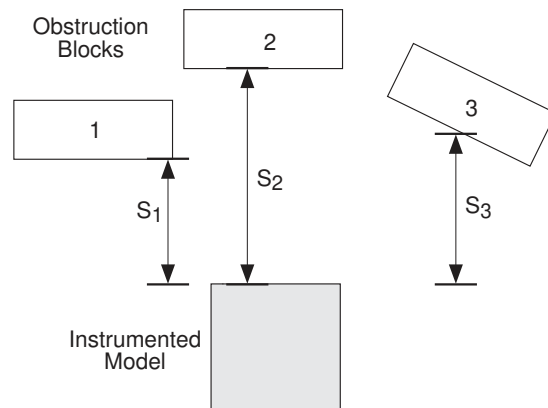 Obstruction
Blocks
2
1
3
S1
S2
S3
Instrumented
Model